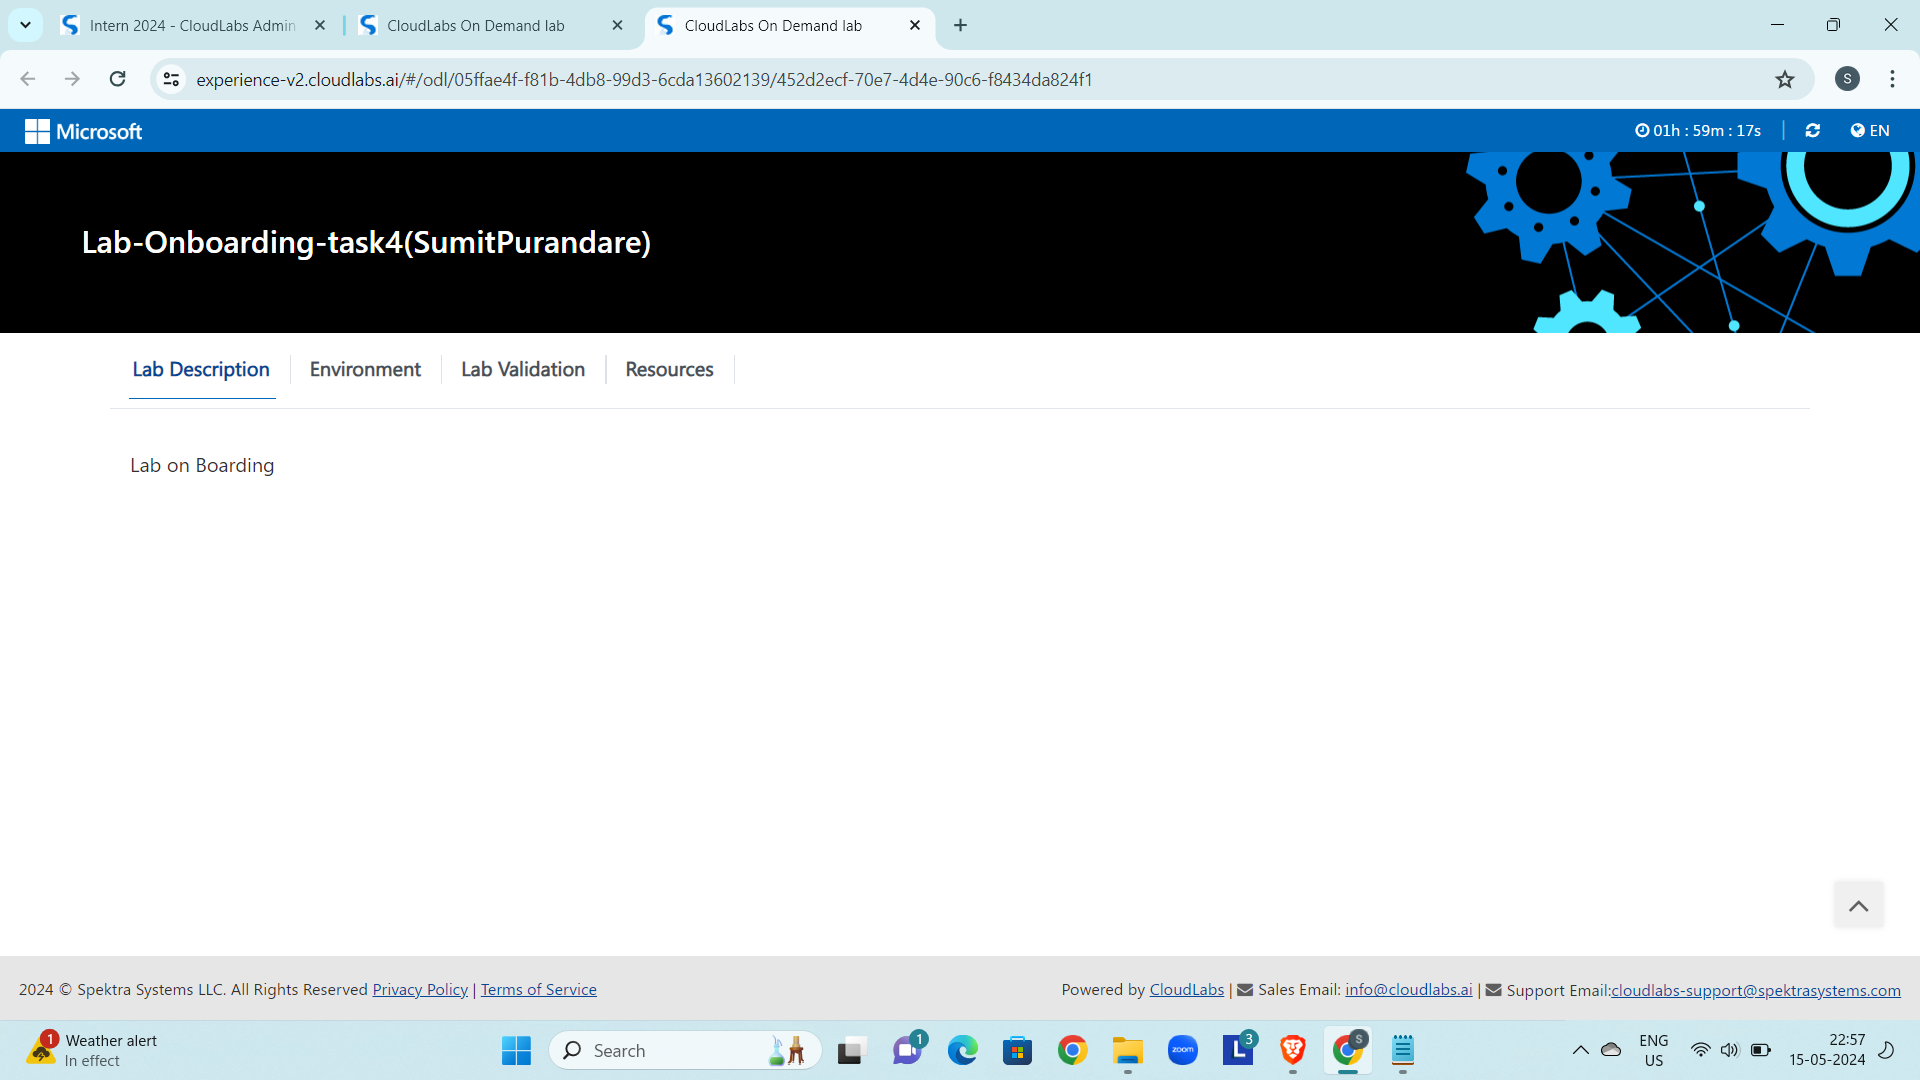 Intern 2024 - CloudLabs Admin
CloudLabs On Demand lab
CloudLabs On Demand lab
experience-v2.cloudlabs.ai/#/odl/05ffae4f-f81b-4db8-99d3-6cda13602139/452d2ecf-70e7-4d4e-90c6-f8434da824f1
S
Microsoft
01h : 59m : 17s
EN
Lab-Onboarding-task4(SumitPurandare)
Lab Description
Environment
Lab Validation
Resources
Lab on Boarding
2024 © Spektra Systems LLC. All Rights Reserved Privacy Policy | Terms of Service
Powered by CloudLabs | Sales Email: info@cloudlabs.ai | Support Email:cloudlabs-support@spektrasystems.com
1
Weather alert
In effect
Search
1
zoom
L
3
S
ENG
US
22:57
15-05-2024